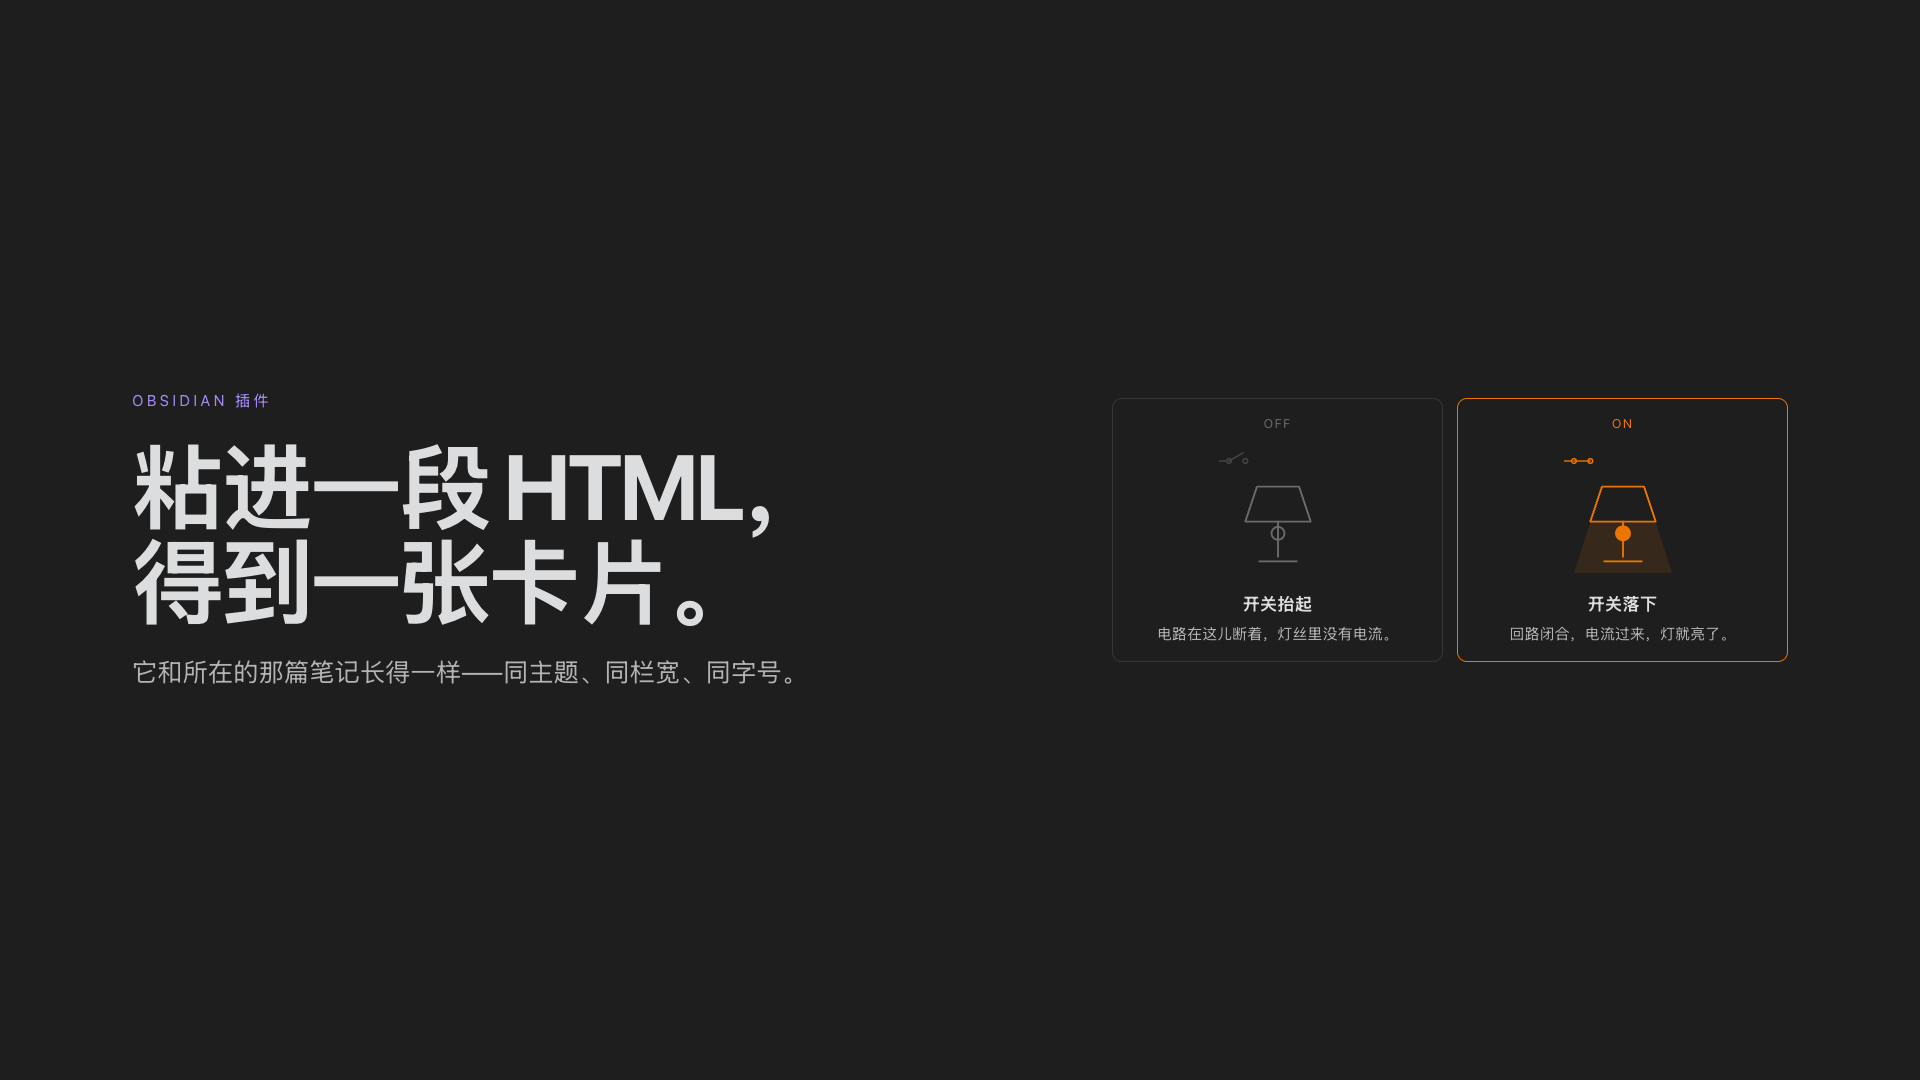 OBSIDIAN 插件
粘进一段 HTML，
得到一张卡片。
它和所在的那篇笔记长得一样——同主题、同栏宽、同字号。
OFF
开关抬起
电路在这儿断着，灯丝里没有电流。
ON
开关落下
回路闭合，电流过来，灯就亮了。